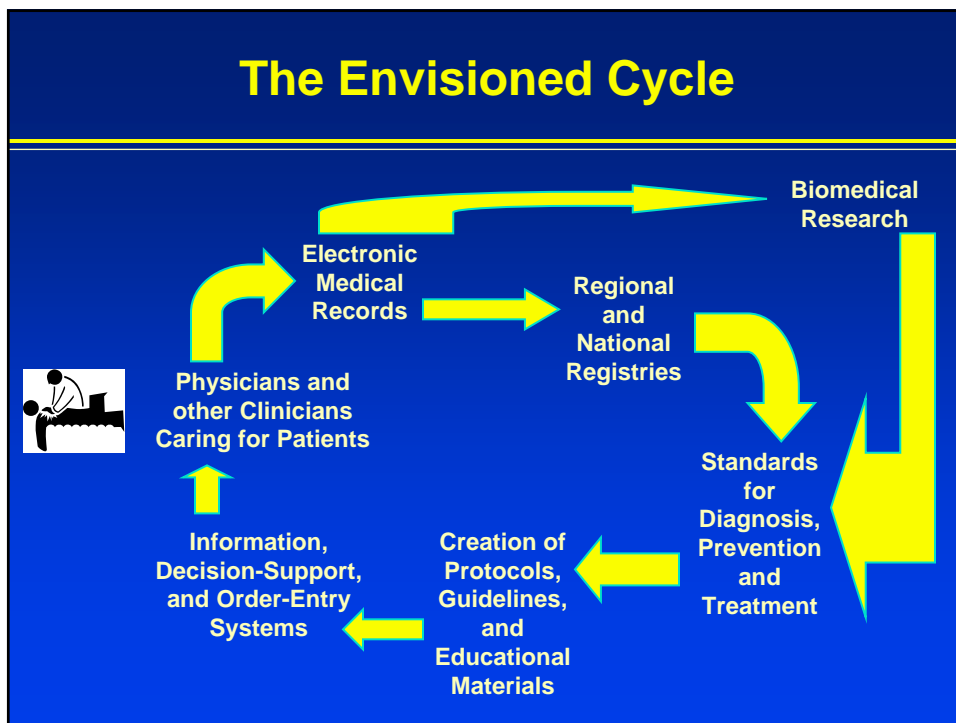 The Envisioned Cycle
Biomedical
Research
Electronic
Medical
Records
Regional
and
National
Registries
Physicians and
other Clinicians
Caring for Patients
Standards
for
Diagnosis,
Prevention
and
Treatment
Creation of
Protocols,
Guidelines,
and
Educational
Materials
Information,
Decision-Support,
and Order-Entry
Systems